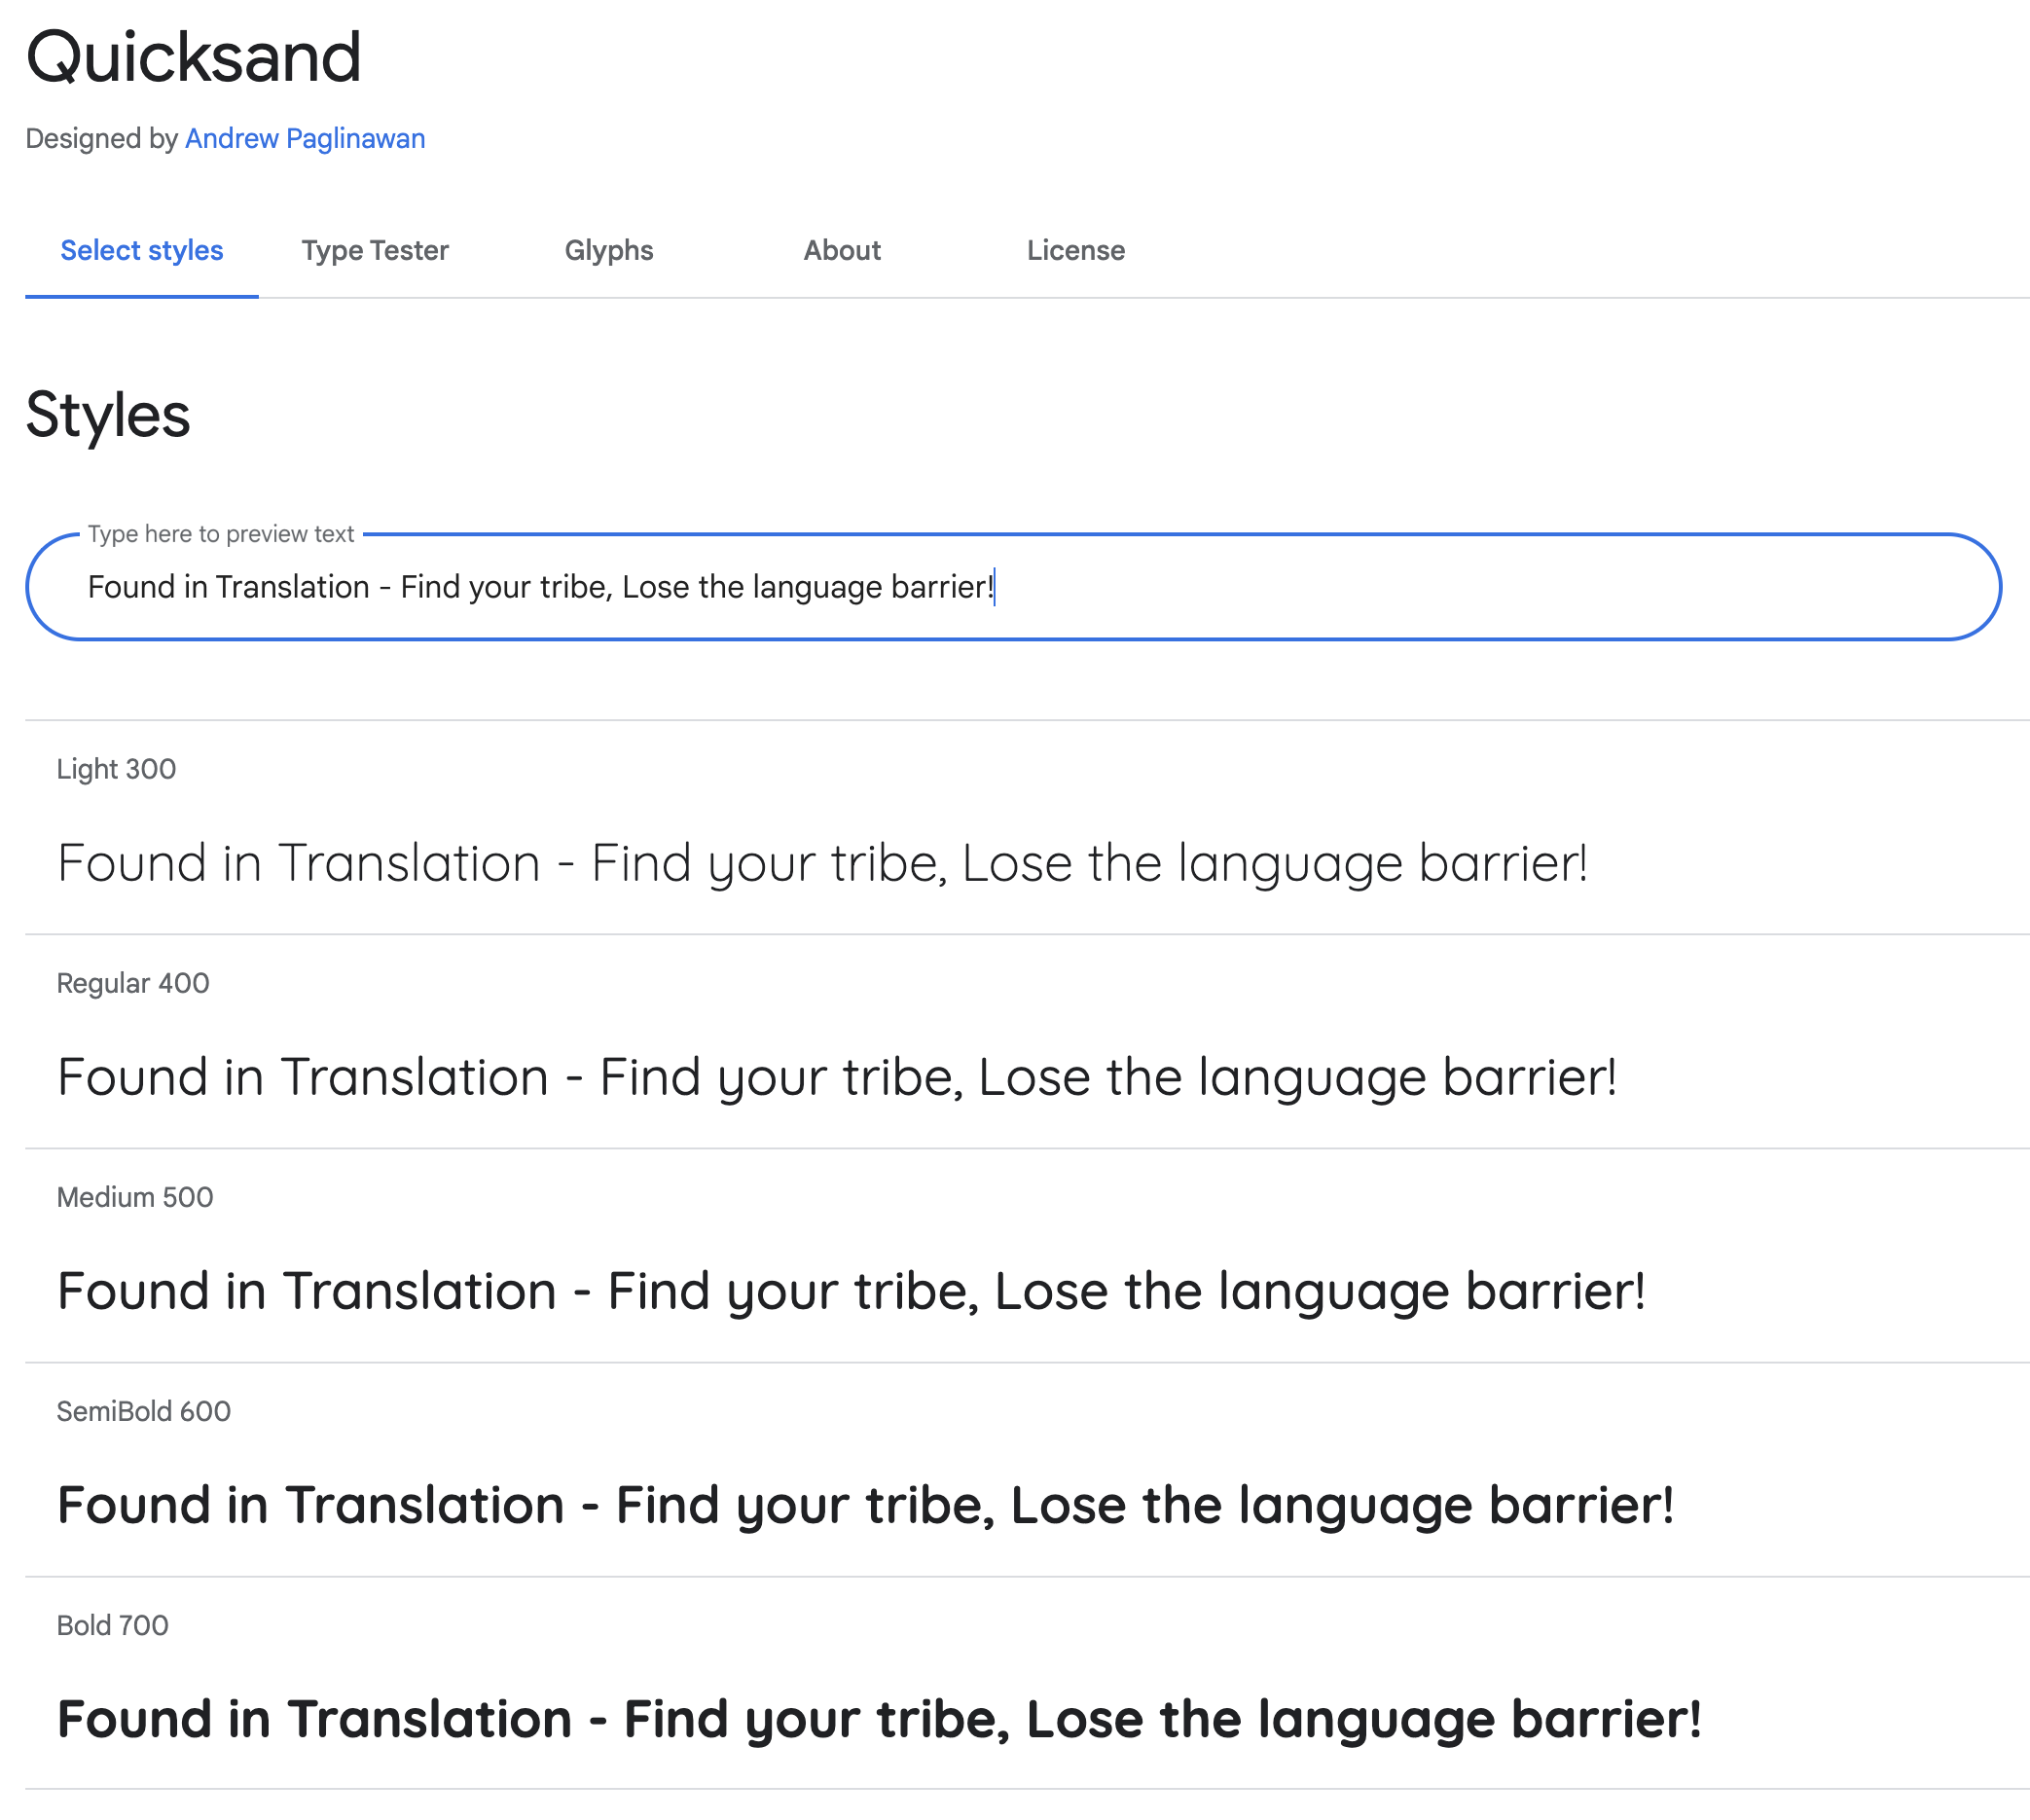 Quicksand
Designed by Andrew Paglinawan
Select styles Type Tester Glyphs About License
Styles
Type here to preview text
Found in Translation - Find your tribe, Lose the language barrier!
Light 300
Found in Translation - Find your tribe, Lose the language barrier!
Regular 400
Found in Translation - Find your tribe, Lose the language barrier!
Medium 500
Found in Translation - Find your tribe, Lose the language barrier!
SemiBold 600
Found in Translation - Find your tribe, Lose the language barrier!
Bold 700
Found in Translation - Find your tribe, Lose the language barrier!